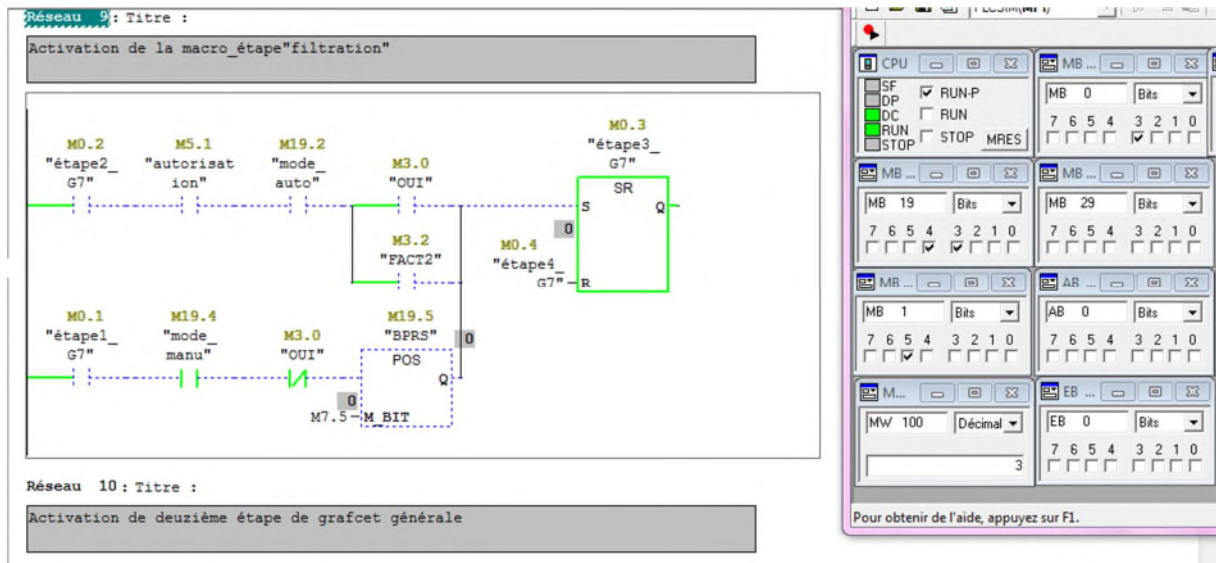 Réseau 9: Titre :
Activation de la macro_étape"filtration"
M0.3
"étape3_
G7"
M0.2
"étape2_
G7"
M5.1
"autorisat
ion"
M19.2
"mode_
auto"
M3.0
"OUI"
SR
S Q
0
M3.2
"FACT2"
M0.4
"étape4_
G7" R
M0.1
"étape1_
G7"
M19.4
"mode_
manu"
M3.0
"OUI"
M19.5
"BPRS"
0
POS
Q
0
M7.5 M_BIT
Réseau 10: Titre :
Activation de deuzième étape de grafcet générale
CPU
SF
DP
DC
RUN
STOP
RUN-P
RUN
STOP MRES
MB ...
MB 0 Bits
7 6 5 4 3 2 1 0
MB ...
MB 19 Bits
7 6 5 4 3 2 1 0
MB ...
MB 29 Bits
7 6 5 4 3 2 1 0
MB ...
MB 1 Bits
7 6 5 4 3 2 1 0
AB ...
AB 0 Bits
7 6 5 4 3 2 1 0
M...
MW 100 Décimal
3
EB ...
EB 0 Bits
7 6 5 4 3 2 1 0
Pour obtenir de l'aide, appuyez sur F1.